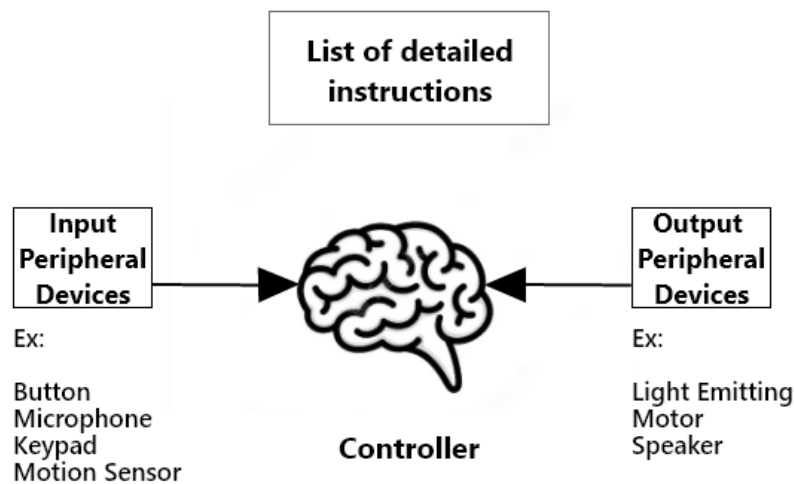 List of detailed
instructions
Input
Peripheral
Devices
Output
Peripheral
Devices
Ex:
Button
Microphone
Keypad
Motion Sensor
Ex:
Light Emitting
Motor
Speaker
Controller